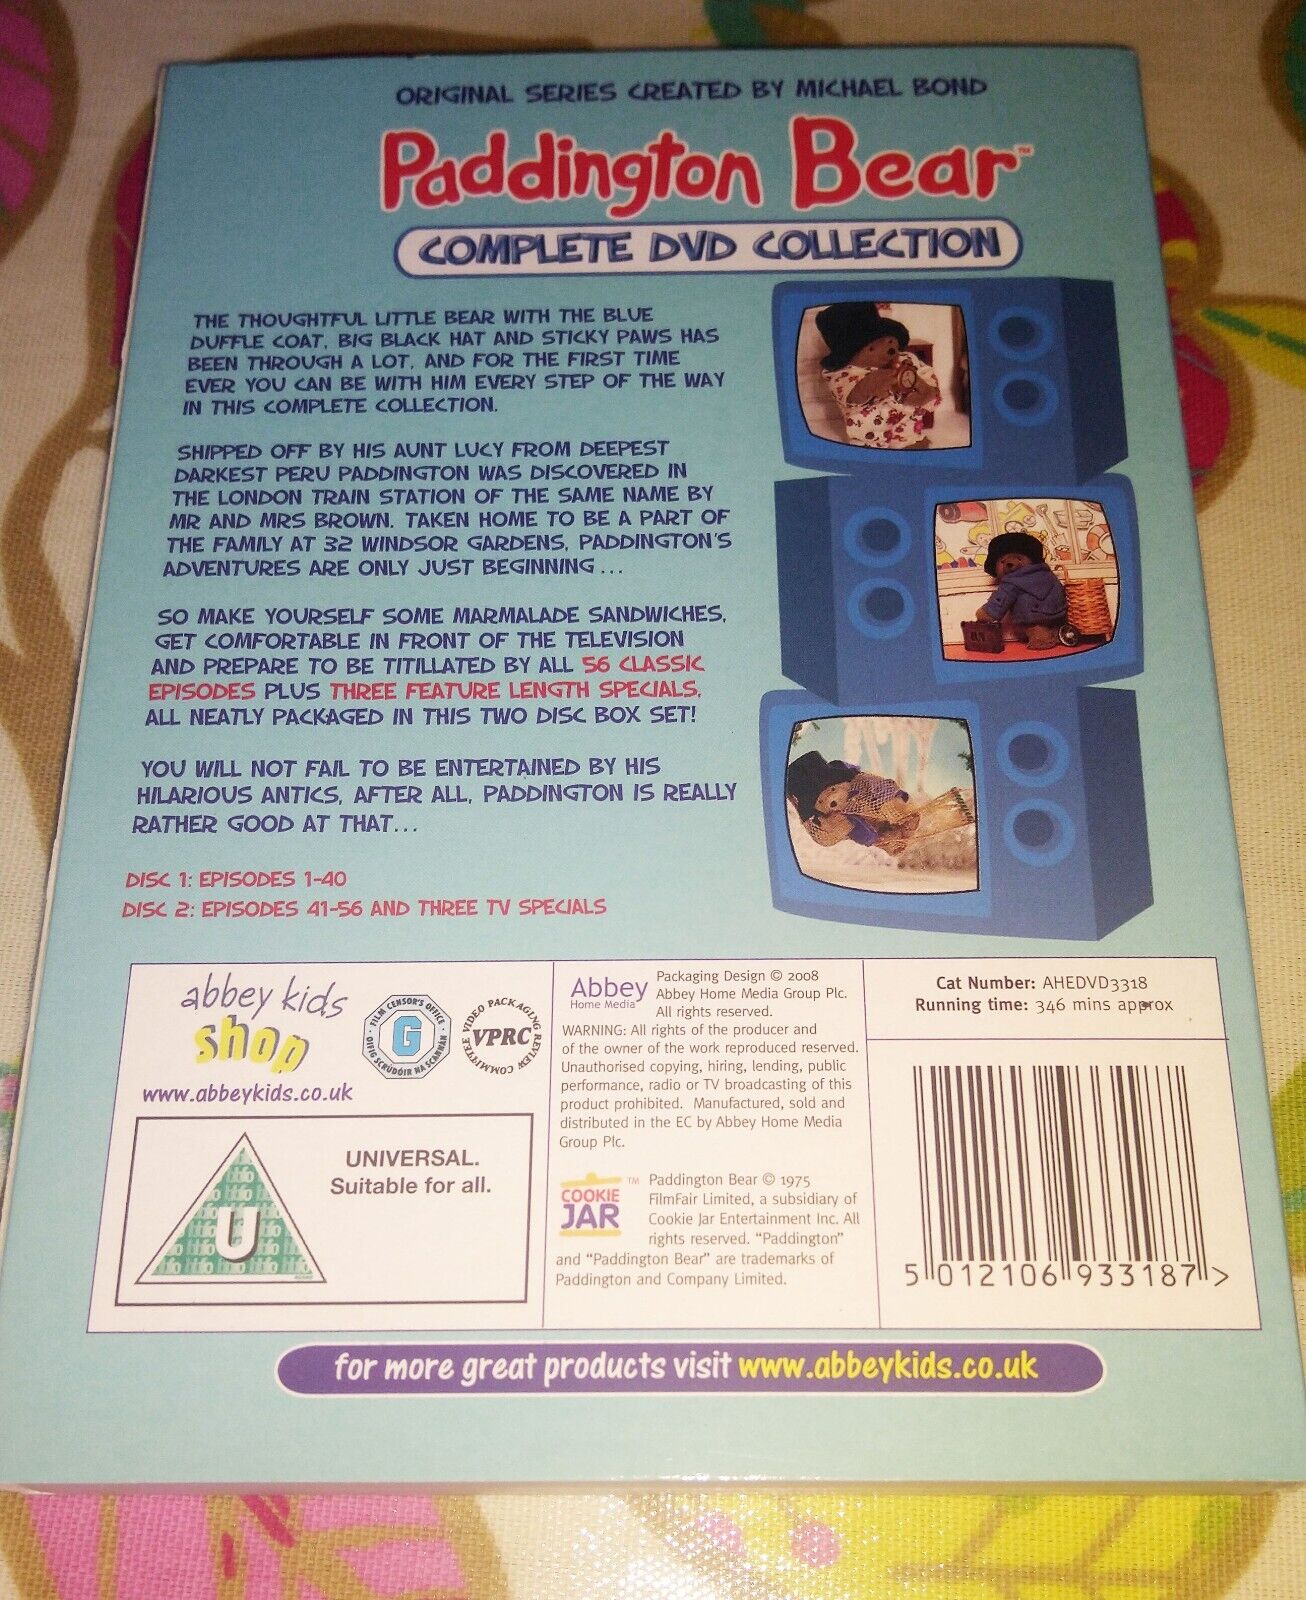 ORIGINAL SERIES CREATED BY MICHAEL BOND
Paddington Bear™
COMPLETE DVD COLLECTION
THE THOUGHTFUL LITTLE BEAR WITH THE BLUE
DUFFLE COAT, BIG BLACK HAT AND STICKY PAWS HAS
BEEN THROUGH A LOT, AND FOR THE FIRST TIME
EVER YOU CAN BE WITH HIM EVERY STEP OF THE WAY
IN THIS COMPLETE COLLECTION.
SHIPPED OFF BY HIS AUNT LUCY FROM DEEPEST
DARKEST PERU PADDINGTON WAS DISCOVERED IN
THE LONDON TRAIN STATION OF THE SAME NAME BY
MR AND MRS BROWN. TAKEN HOME TO BE A PART OF
THE FAMILY AT 32 WINDSOR GARDENS, PADDINGTON'S
ADVENTURES ARE ONLY JUST BEGINNING...
SO MAKE YOURSELF SOME MARMALADE SANDWICHES,
GET COMFORTABLE IN FRONT OF THE TELEVISION
AND PREPARE TO BE TITILLATED BY ALL 56 CLASSIC
EPISODES PLUS THREE FEATURE LENGTH SPECIALS,
ALL NEATLY PACKAGED IN THIS TWO DISC BOX SET!
YOU WILL NOT FAIL TO BE ENTERTAINED BY HIS
HILARIOUS ANTICS, AFTER ALL, PADDINGTON IS REALLY
RATHER GOOD AT THAT...
DISC 1: EPISODES 1-40
DISC 2: EPISODES 41-56 AND THREE TV SPECIALS
abbey kids
shop
www.abbeykids.co.uk
FILM CENSOR'S OFFICE
G
OIFIG SCRÚDÓIR NA SCANNÁN
VIDEO PACKAGING REVIEW COMMITTEE
VPRC
U
UNIVERSAL.
Suitable for all.
Abbey
Home Media
Packaging Design © 2008
Abbey Home Media Group Plc.
All rights reserved.
WARNING: All rights of the producer and
of the owner of the work reproduced reserved.
Unauthorised copying, hiring, lending, public
performance, radio or TV broadcasting of this
product prohibited. Manufactured, sold and
distributed in the EC by Abbey Home Media
Group Plc.
COOKIE
JAR
™ Paddington Bear © 1975
FilmFair Limited, a subsidiary of
Cookie Jar Entertainment Inc. All
rights reserved. "Paddington"
and "Paddington Bear" are trademarks of
Paddington and Company Limited.
Cat Number: AHEDVD3318
Running time: 346 mins approx
5 012106 933187 >
for more great products visit www.abbeykids.co.uk